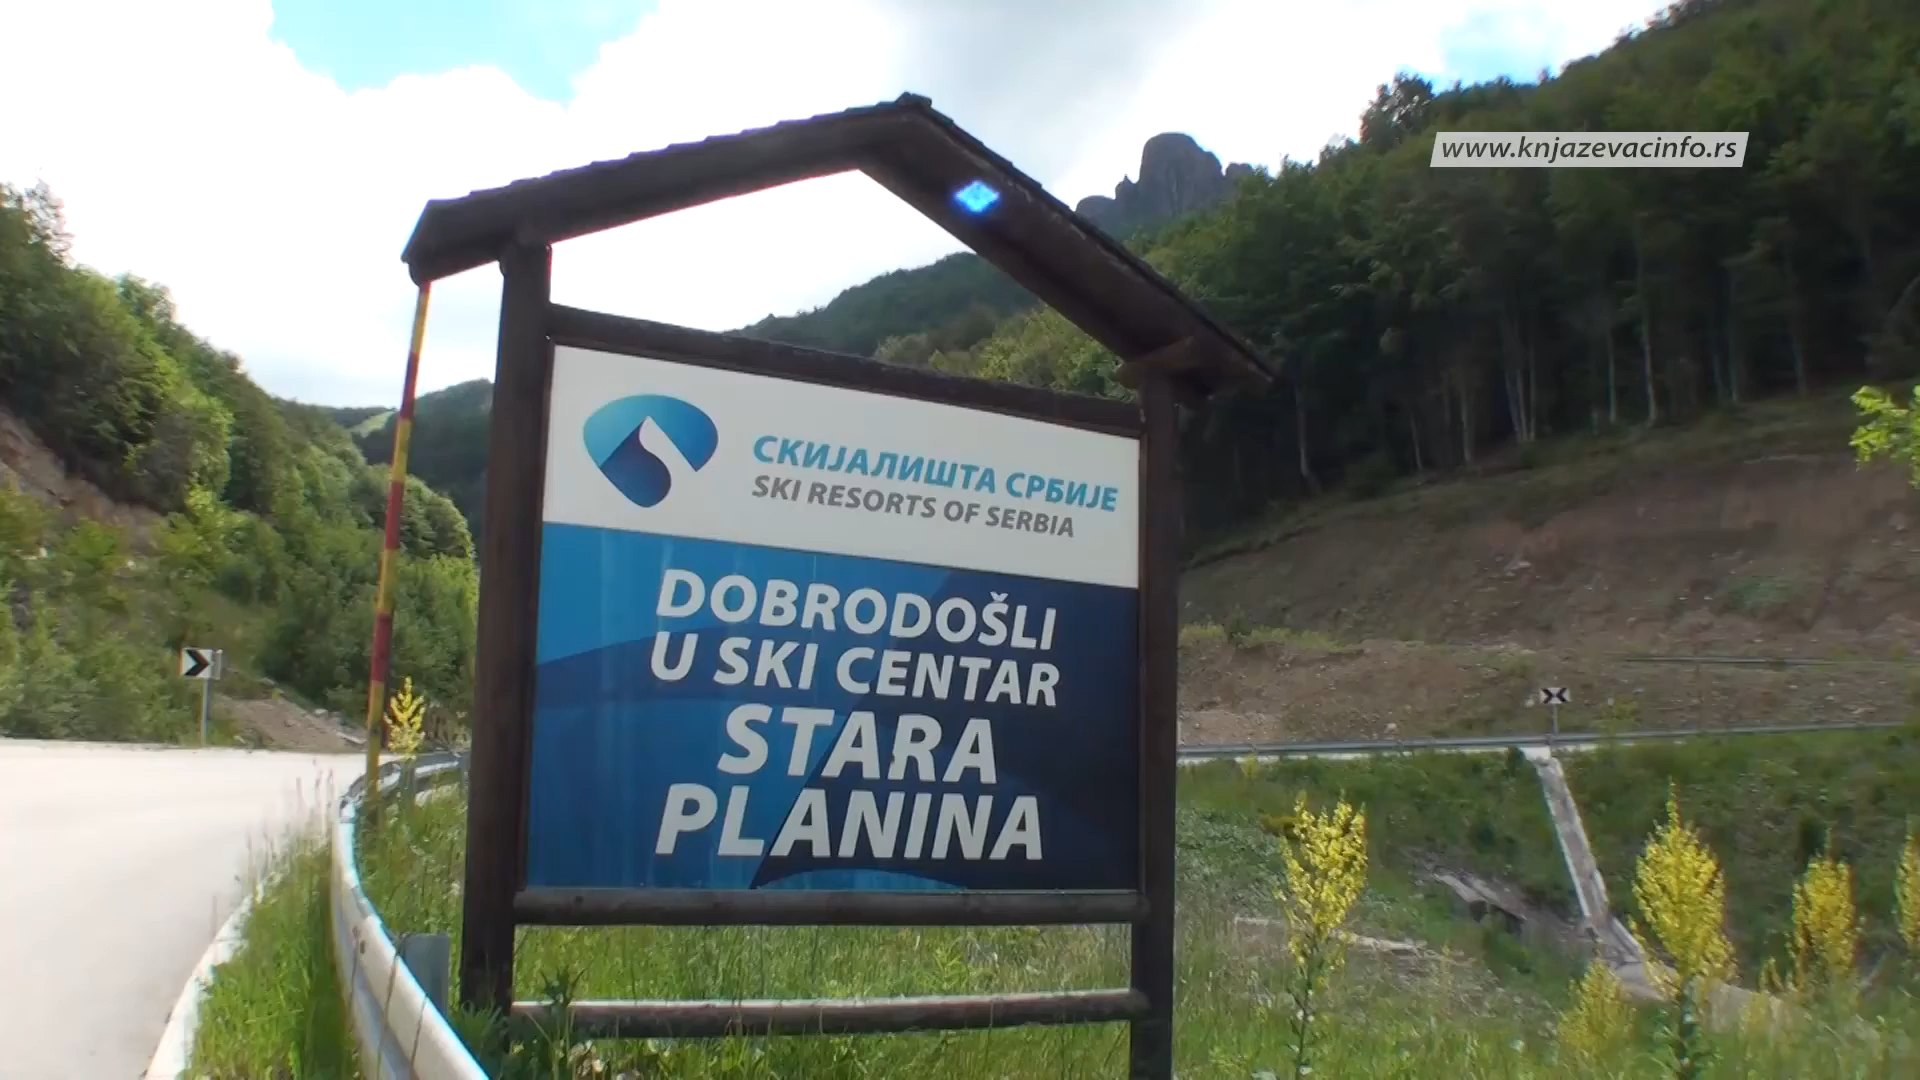 www.knjazevacinfo.rs
СКИЈАЛИШТА СРБИЈЕ
SKI RESORTS OF SERBIA
DOBRODOŠLI
U SKI CENTAR
STARA
PLANINA